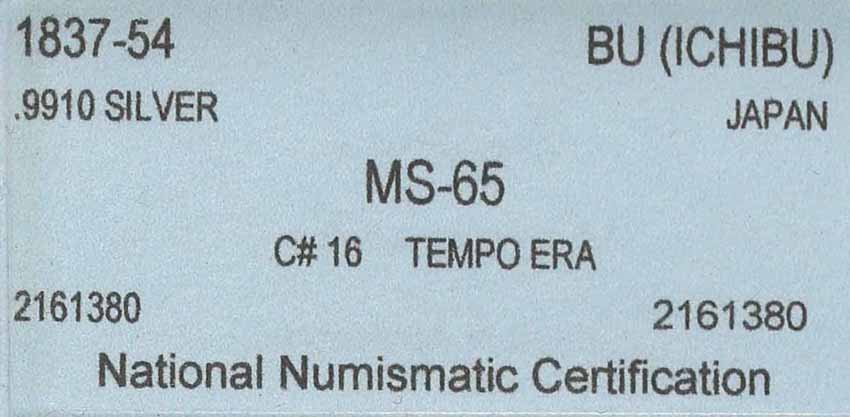 1837-54 BU (ICHIBU)
.9910 SILVER JAPAN
MS-65
C# 16 TEMPO ERA
2161380 2161380
National Numismatic Certification